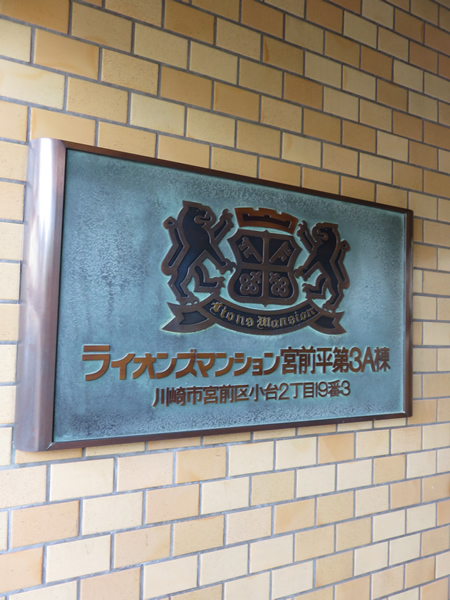 Lions Mansion
ライオンズマンション宮前平第3A棟
川崎市宮前区小台2丁目19番3